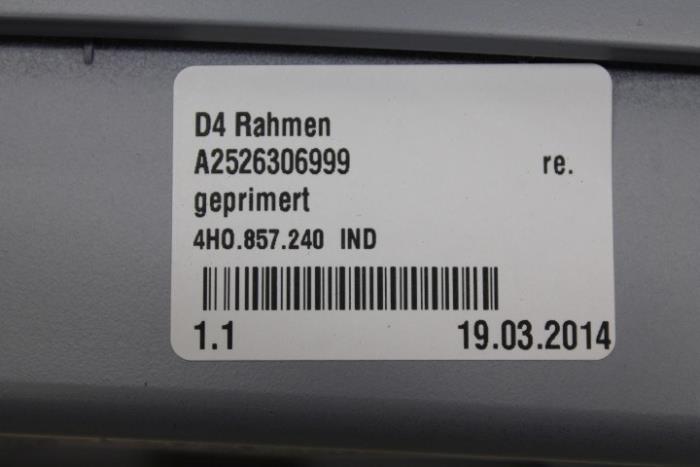 D4 Rahmen
A2526306999 re.
geprimert
4H0.857.240 IND
1.1 19.03.2014